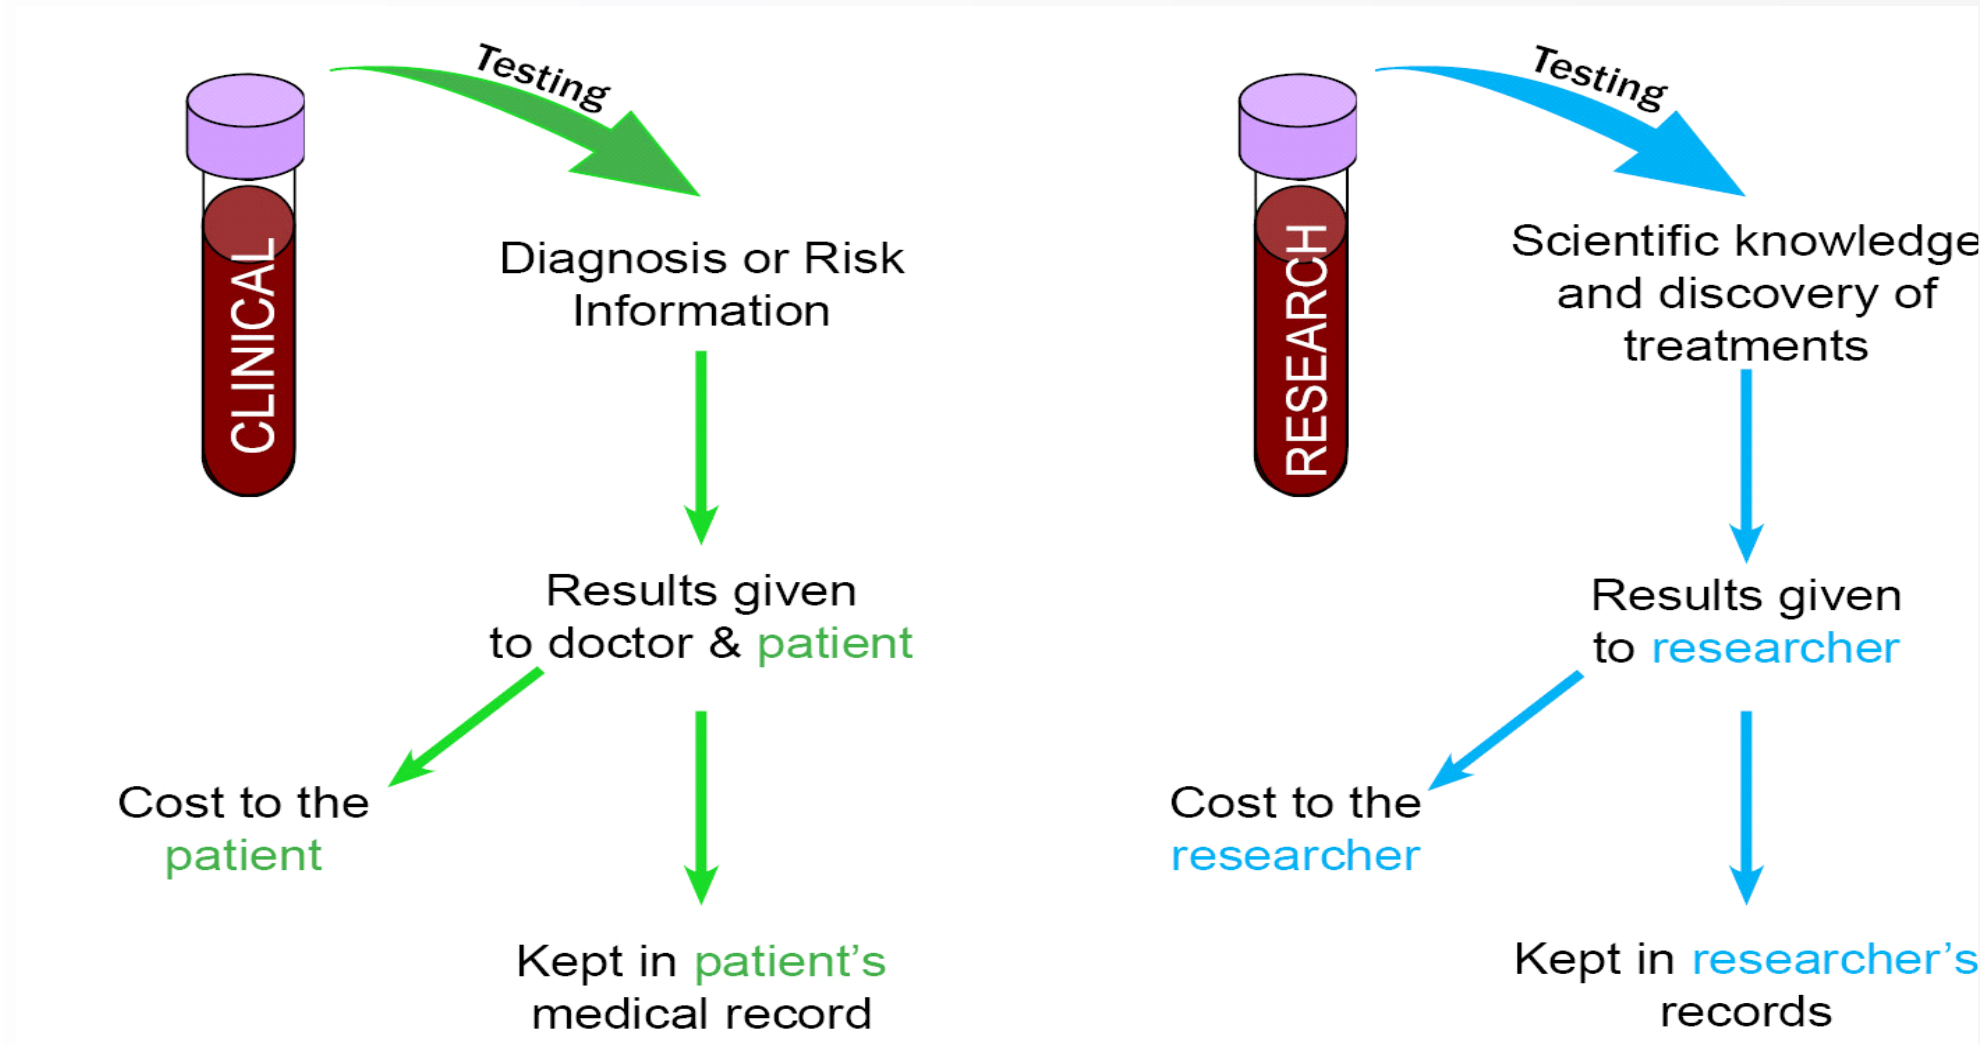 Testing
CLINICAL
Diagnosis or Risk
Information
Results given
to doctor & patient
Cost to the
patient
Kept in patient’s
medical record
Testing
RESEARCH
Scientific knowledge
and discovery of
treatments
Results given
to researcher
Cost to the
researcher
Kept in researcher’s
records